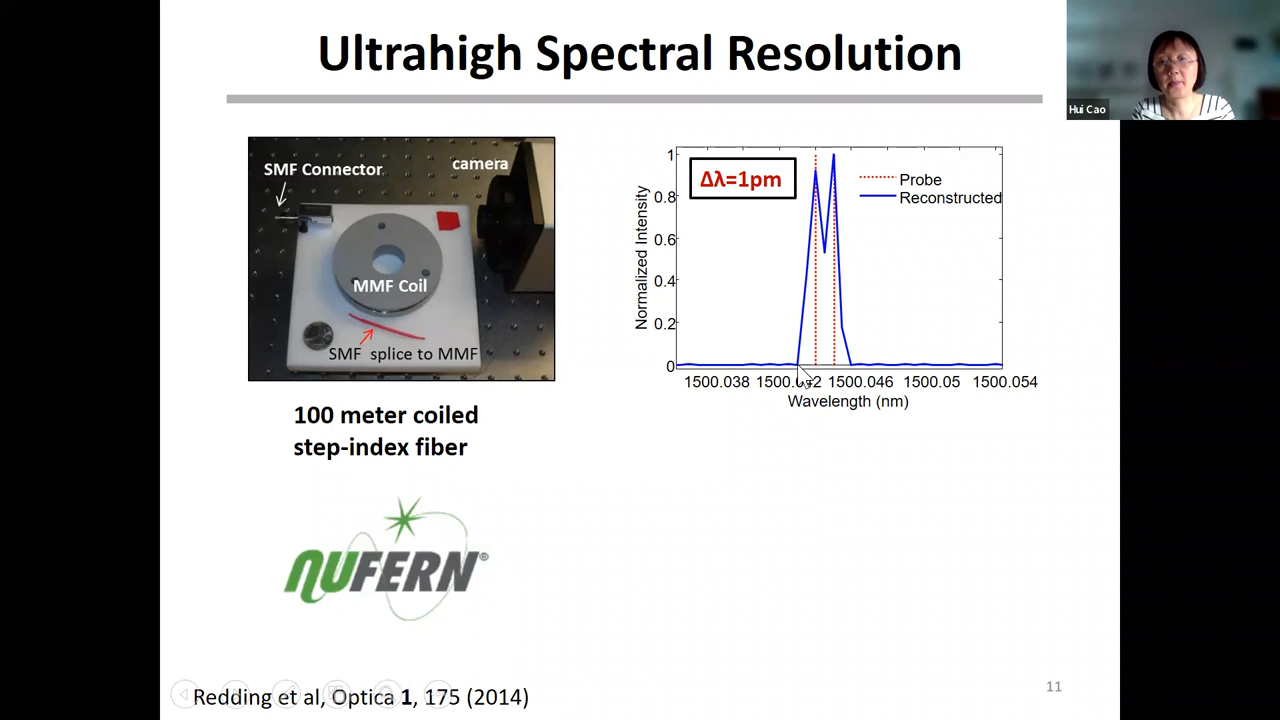 Ultrahigh Spectral Resolution
Hui Cao
SMF Connector
camera
MMF Coil
SMF splice to MMF
100 meter coiled
step-index fiber
NUFERN®
Δλ=1pm
Probe
Reconstructed
Normalized Intensity
1
0.8
0.6
0.4
0.2
0
1500.038 1500.046 1500.05 1500.054
Wavelength (nm)
Redding et al, Optica 1, 175 (2014)
11